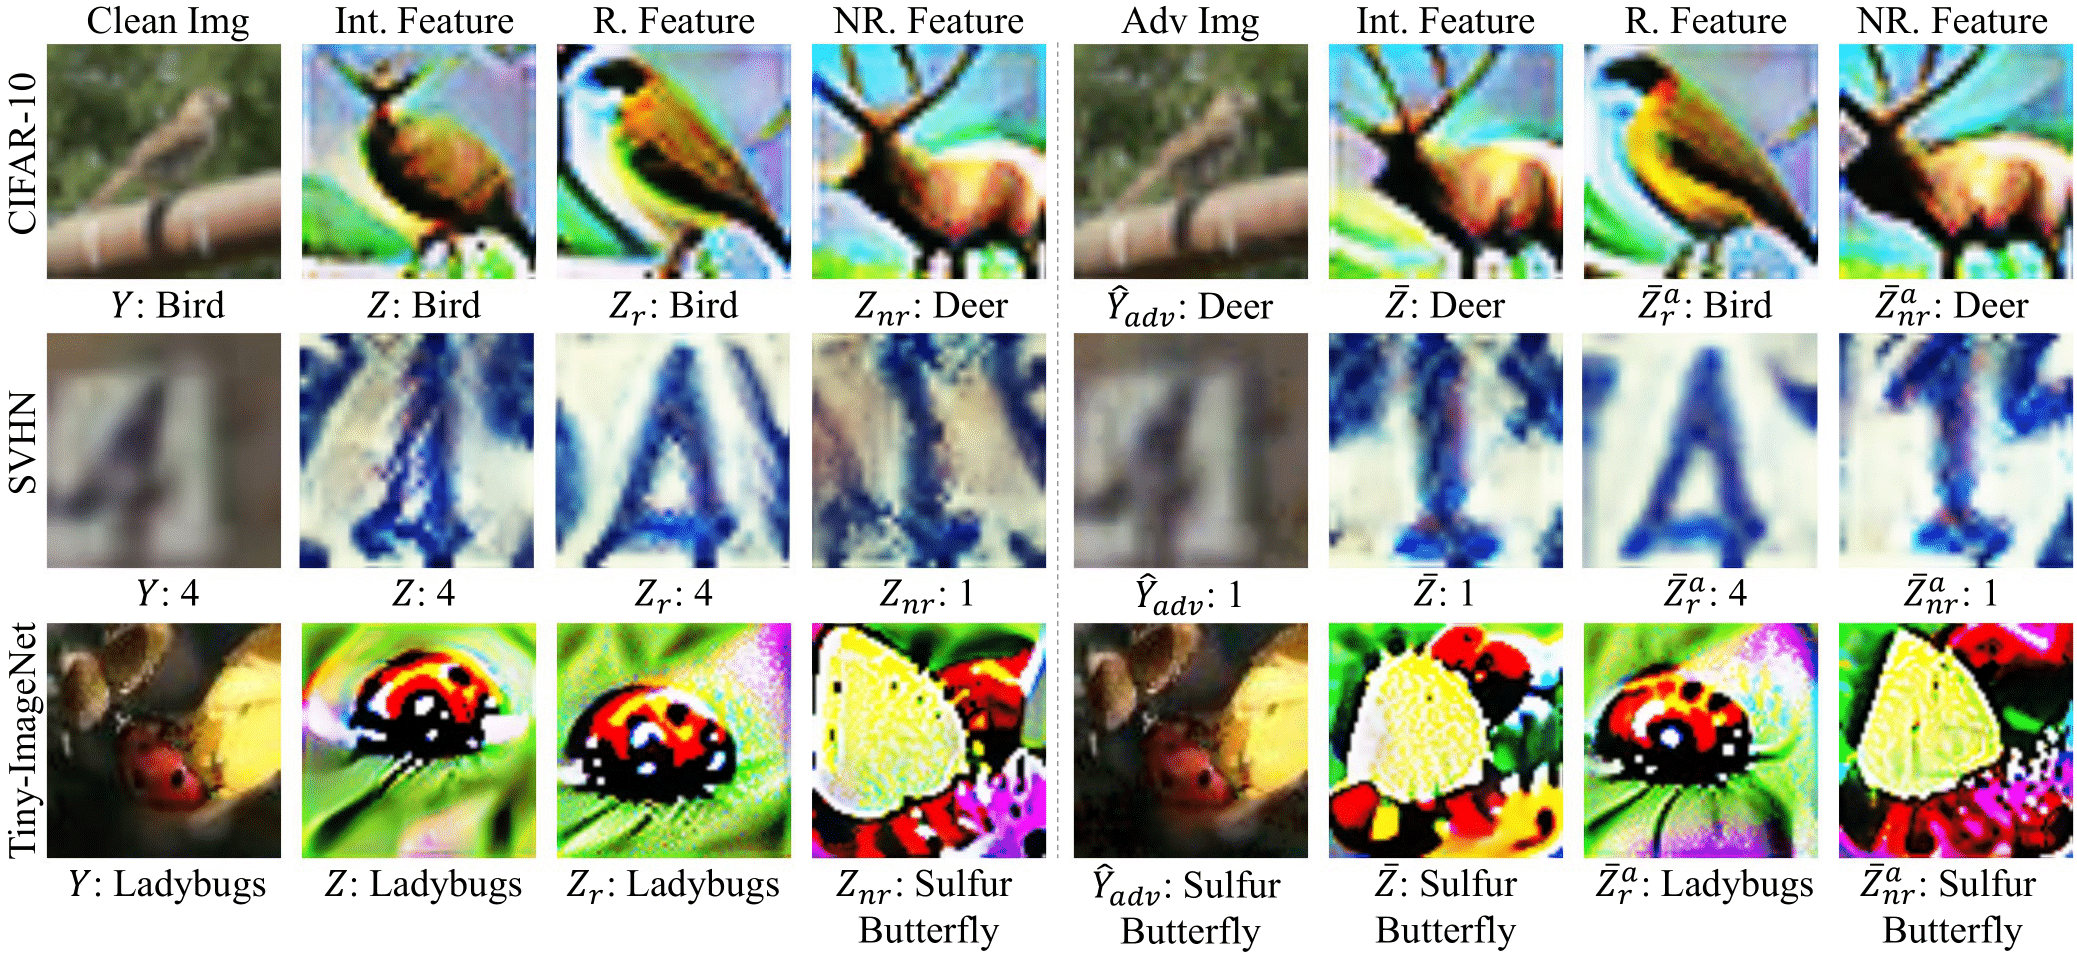 Clean Img Int. Feature R. Feature NR. Feature Adv Img Int. Feature R. Feature NR. Feature
CIFAR-10
Y: Bird Z: Bird Z_r: Bird Z_nr: Deer Ŷ_adv: Deer Z̄: Deer Z̄_r^a: Bird Z̄_nr^a: Deer
SVHN
Y: 4 Z: 4 Z_r: 4 Z_nr: 1 Ŷ_adv: 1 Z̄: 1 Z̄_r^a: 4 Z̄_nr^a: 1
Tiny-ImageNet
Y: Ladybugs Z: Ladybugs Z_r: Ladybugs Z_nr: Sulfur Ŷ_adv: Sulfur Z̄: Sulfur Z̄_r^a: Ladybugs Z̄_nr^a: Sulfur
Butterfly Butterfly Butterfly Butterfly